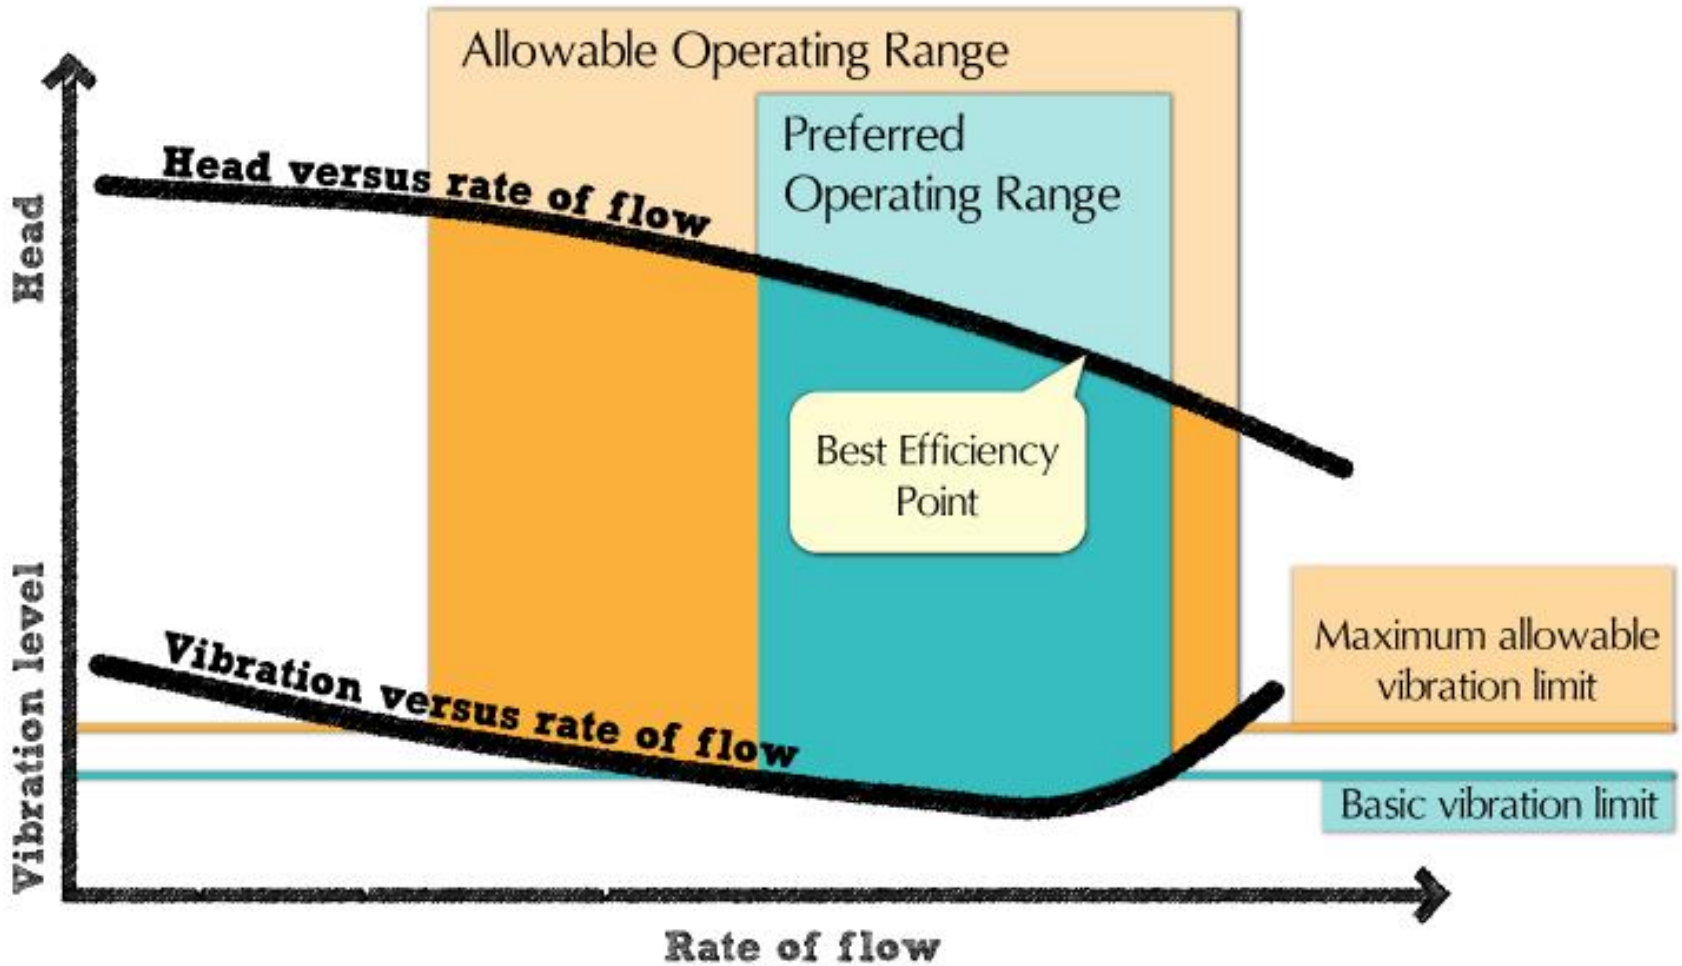 Allowable Operating Range
Preferred
Operating Range
Head versus rate of flow
Head
Best Efficiency
Point
Maximum allowable
vibration limit
Vibration versus rate of flow
Vibration level
Basic vibration limit
Rate of flow